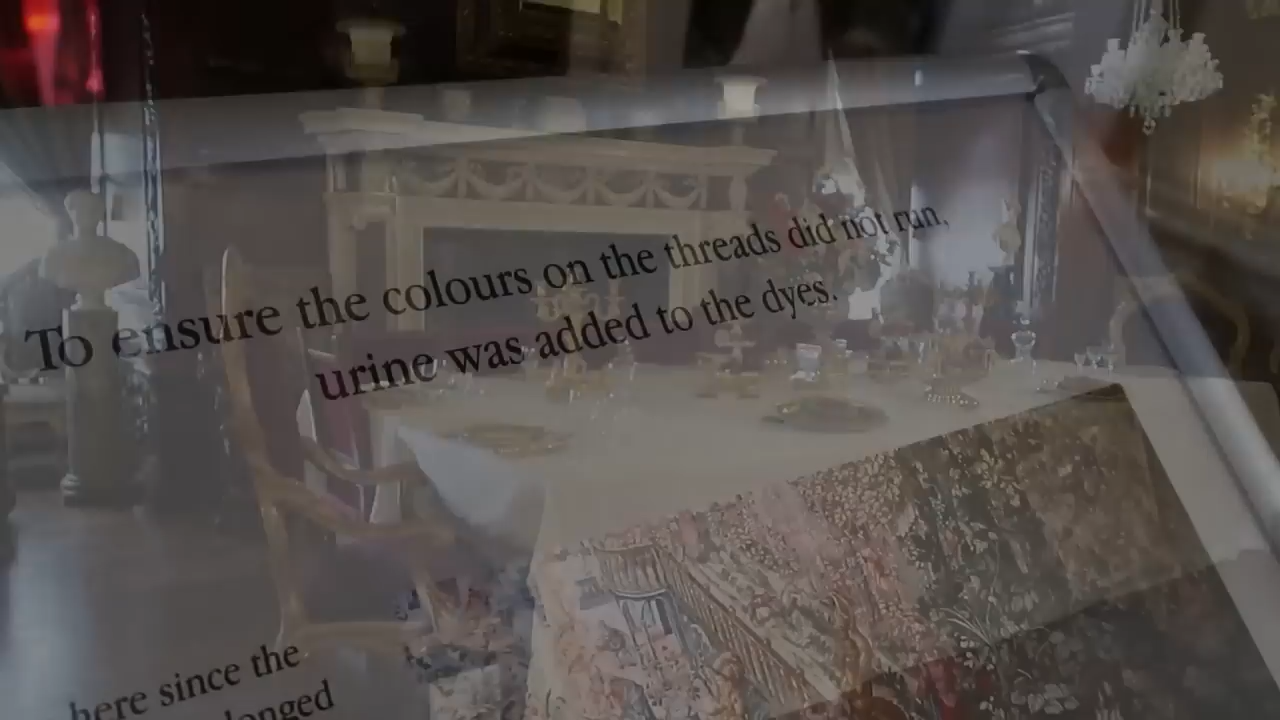 To ensure the colours on the threads did not run,
urine was added to the dyes.
here since the